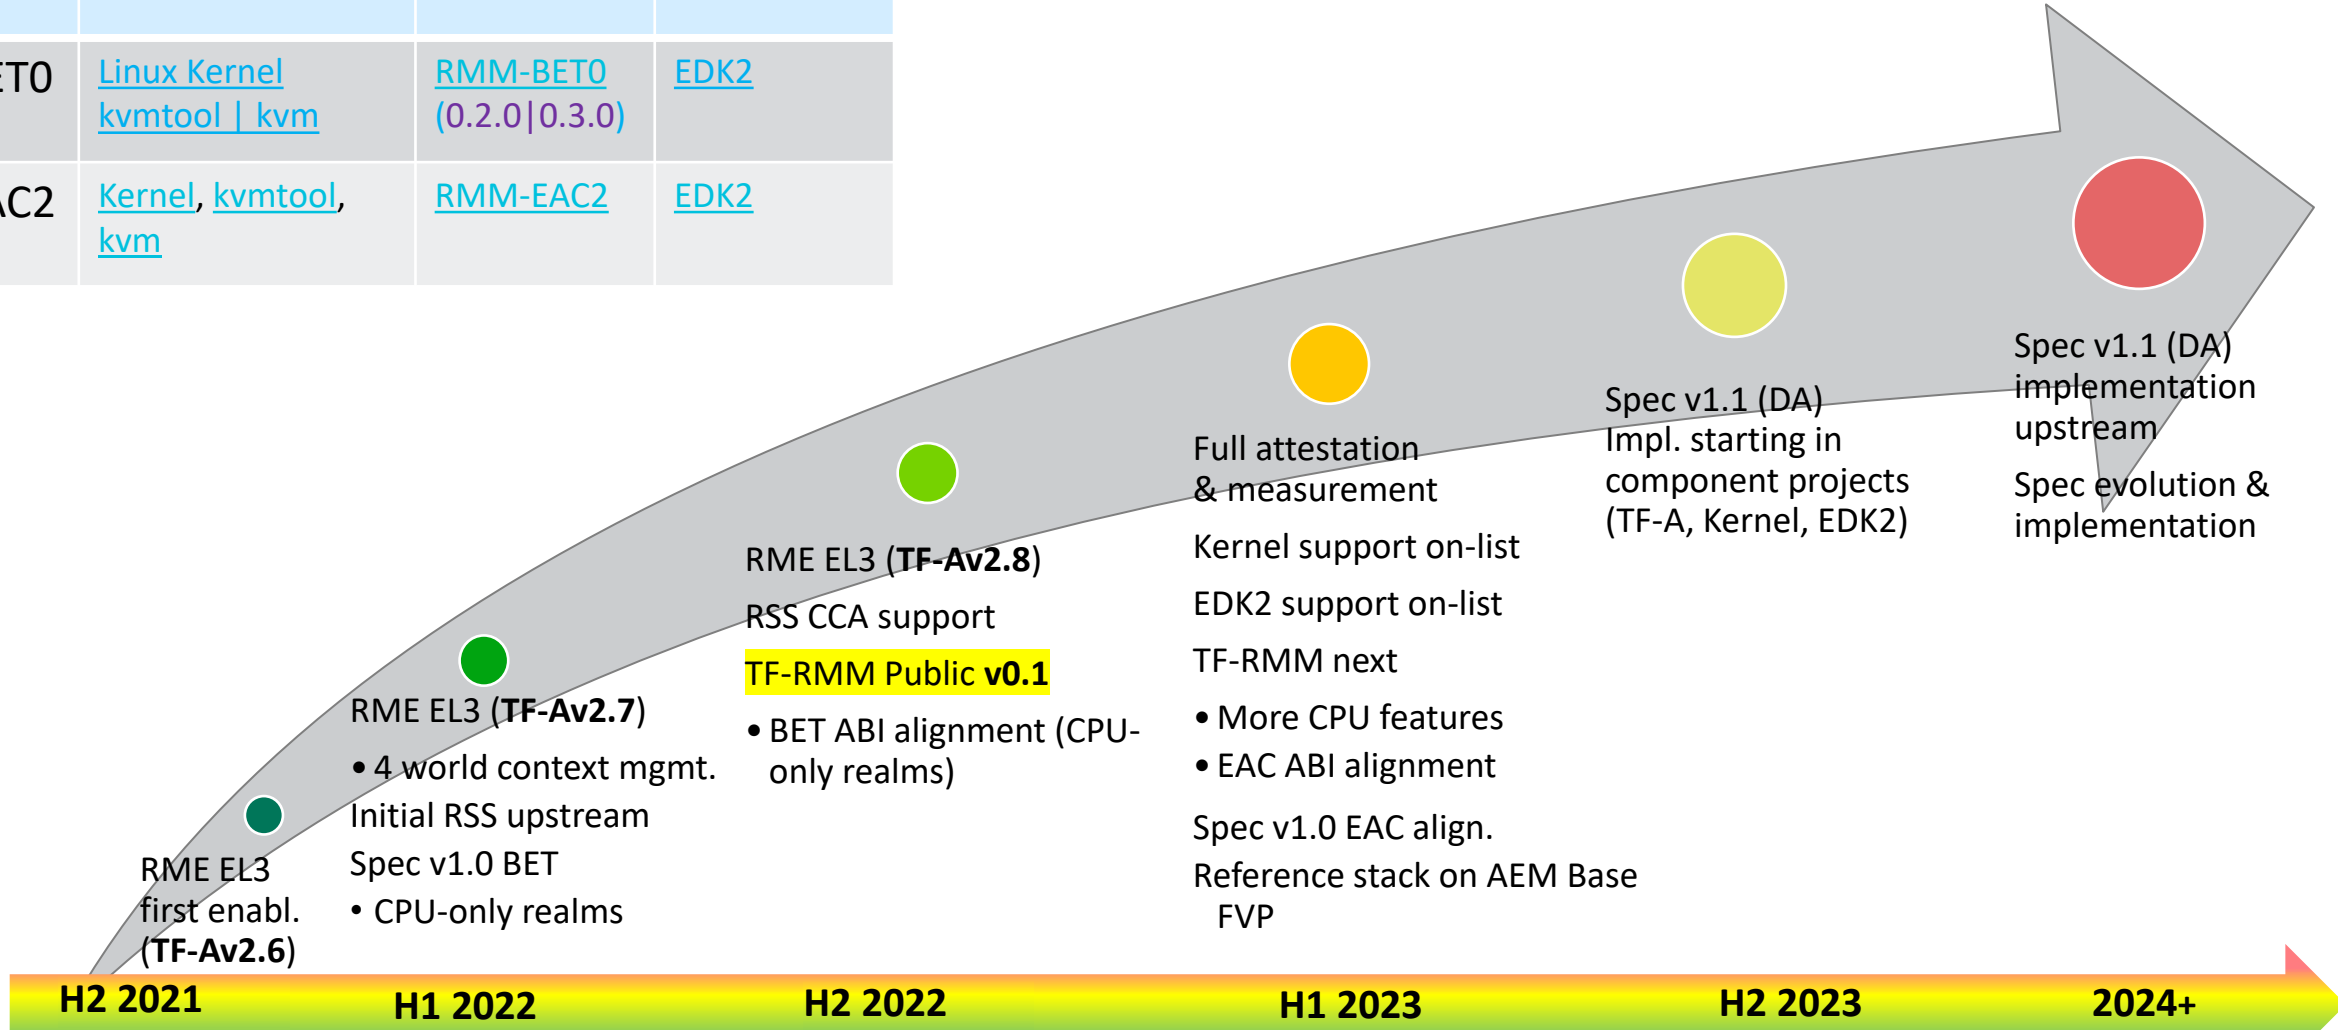 ET0
Linux Kernel
kvmtool | kvm
RMM-BET0
(0.2.0|0.3.0)
EDK2
AC2
Kernel, kvmtool,
kvm
RMM-EAC2
EDK2
RME EL3
first enabl.
(TF-Av2.6)
RME EL3 (TF-Av2.7)
• 4 world context mgmt.
Initial RSS upstream
Spec v1.0 BET
• CPU-only realms
RME EL3 (TF-Av2.8)
RSS CCA support
TF-RMM Public v0.1
• BET ABI alignment (CPU-
only realms)
Full attestation
& measurement
Kernel support on-list
EDK2 support on-list
TF-RMM next
• More CPU features
• EAC ABI alignment
Spec v1.0 EAC align.
Reference stack on AEM Base
FVP
Spec v1.1 (DA)
Impl. starting in
component projects
(TF-A, Kernel, EDK2)
Spec v1.1 (DA)
implementation
upstream
Spec evolution &
implementation
H2 2021
H1 2022
H2 2022
H1 2023
H2 2023
2024+